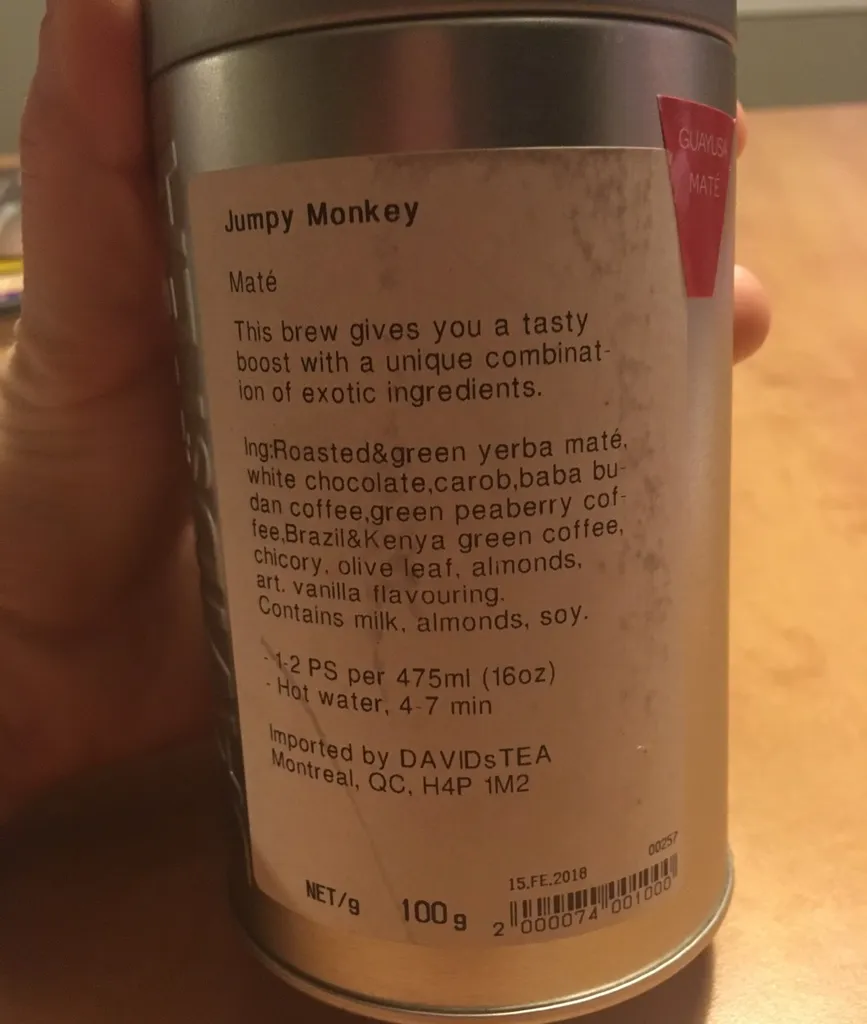 GUAYUSA
MATÉ
Jumpy Monkey
Maté
This brew gives you a tasty
boost with a unique combinat-
ion of exotic ingredients.
Ing:Roasted&green yerba maté,
white chocolate,carob,baba bu-
dan coffee,green peaberry cof-
fee,Brazil&Kenya green coffee,
chicory, olive leaf, almonds,
art. vanilla flavouring.
Contains milk, almonds, soy.
- 1-2 PS per 475ml (16oz)
- Hot water, 4-7 min
Imported by DAVIDsTEA
Montreal, QC, H4P 1M2
00257
15.FE.2018
NET/g 100g
2 000074 001000